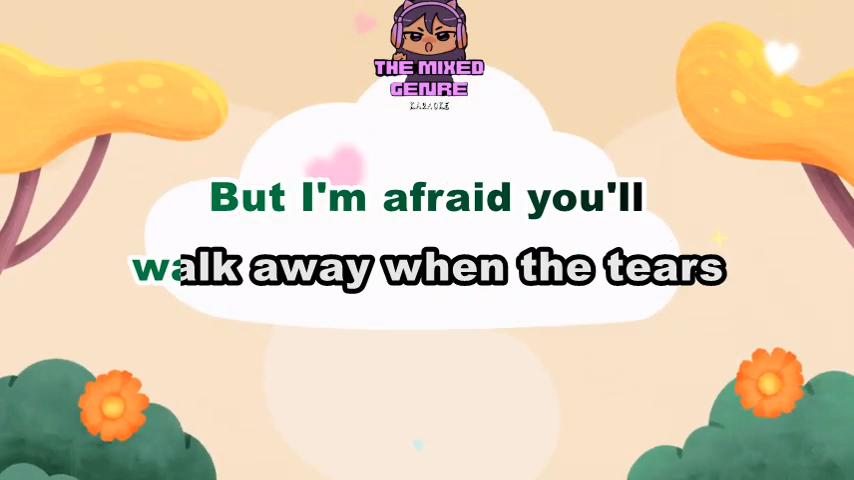 THE MIXED
GENRE
KARAOKE
But I'm afraid you'll
walk away when the tears